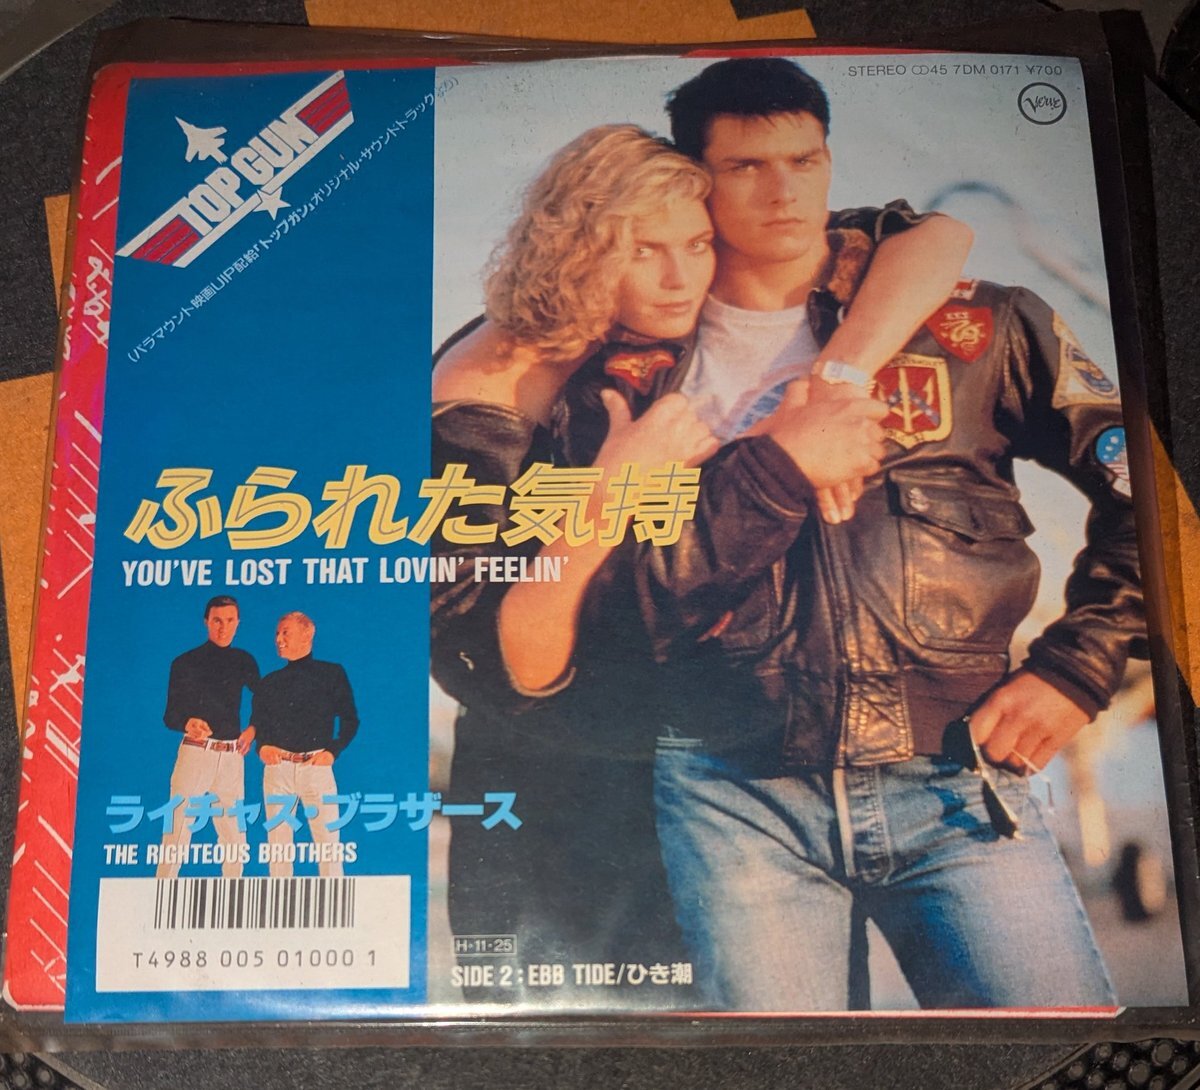 STEREO ○○45 7DM 0171 ¥700
Verve
TOP GUN
(パラマウント映画UIP配給「トップガン」オリジナル・サウンドトラックより)
ふられた気持
YOU'VE LOST THAT LOVIN' FEELIN'
ライチャス・ブラザース
THE RIGHTEOUS BROTHERS
T4988 005 01000 1
H・11・25
SIDE 2 : EBB TIDE/ひき潮